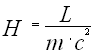 H = L / m · c²